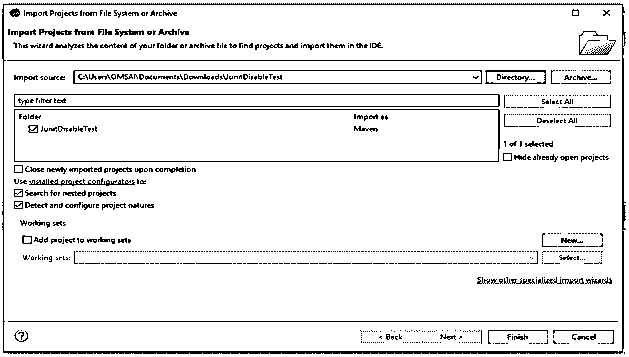 Import Projects from File System or Archive
Import Projects from File System or Archive
This wizard analyzes the content of your folder or archive file to find projects and import them in the IDE.
Import source: C:\Users\OMSAI\Documents\Downloads\JunitDisableTest Directory... Archive...
type filter text Select All
Folder Import as Deselect All
JunitDisableTest Maven
1 of 1 selected
Hide already open projects
Close newly imported projects upon completion
Use installed project configurators to:
Search for nested projects
Detect and configure project natures
Working sets
Add project to working sets New...
Working sets: Select...
Show other specialized import wizards
? < Back Next > Finish Cancel